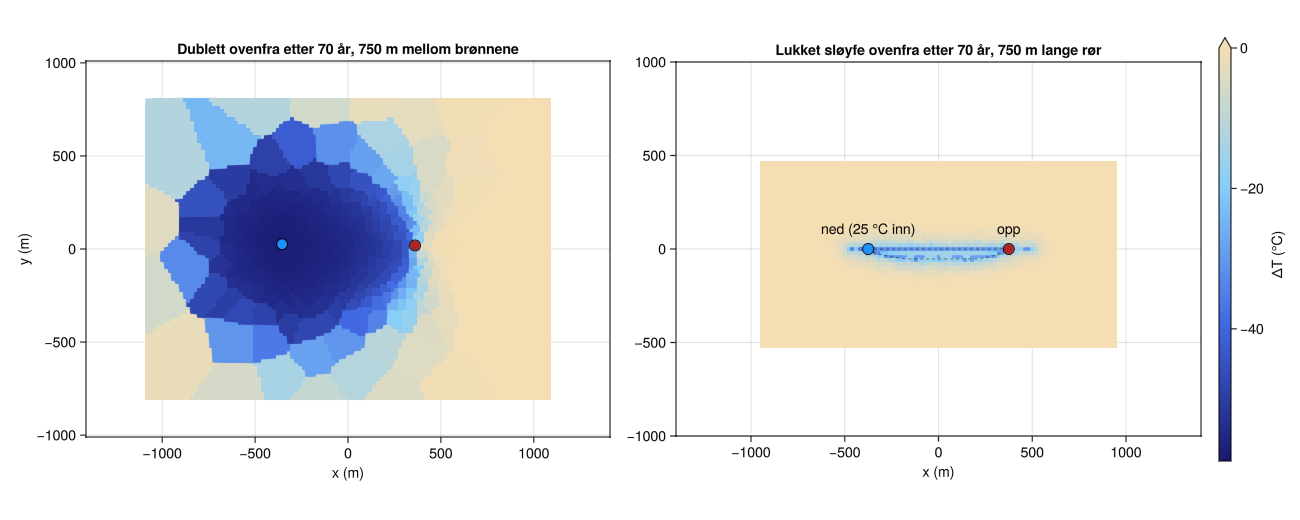 Dublett ovenfra etter 70 år, 750 m mellom brønnene
1000
500
0
−500
−1000
y (m)
−1000
−500
0
500
1000
x (m)
Lukket sløyfe ovenfra etter 70 år, 750 m lange rør
1000
500
0
−500
−1000
ned (25 °C inn)
opp
−1000
−500
0
500
1000
x (m)
0
−20
−40
ΔT (°C)